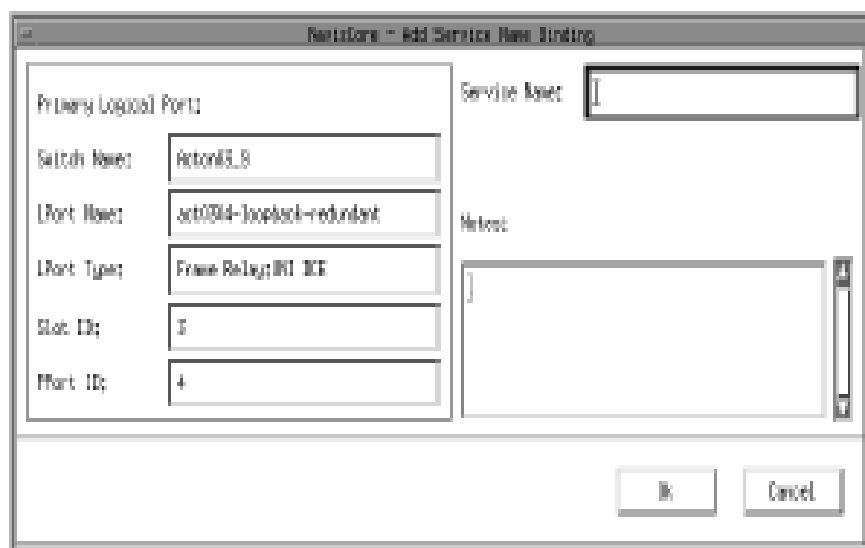 NavisCore - Add Service Name Binding
Primary Logical Port:
Switch Name:
LPort Name:
LPort Type:
Frame Relay:UNI DCE
Slot ID:
3
PPort ID:
4
Service Name:
Notes:
Ok
Cancel